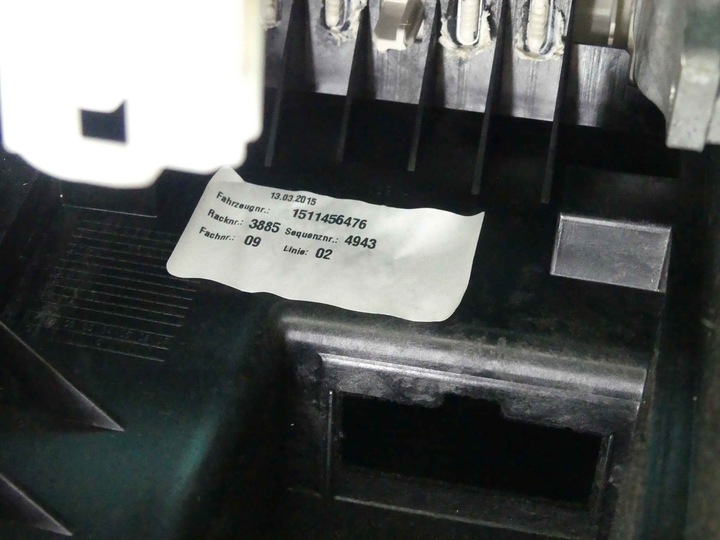 13.03.2015
Fahrzeugnr.: 1511456476
Racknr.: 3885 Sequenznr.: 4943
Fachnr.: 09 Linie: 02